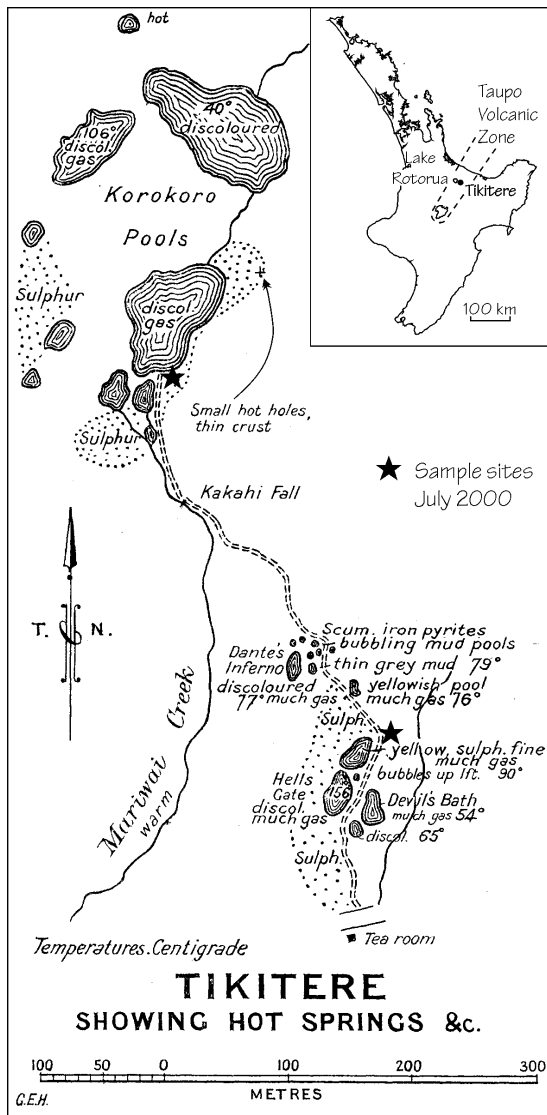 hot
40°
discoloured
106°
discol.
gas
Korokoro
Pools
Sulphur
discol.
gas
Small hot holes,
thin crust
Sulphur
Kakahi Fall
Taupo
Volcanic
Zone
Lake
Rotorua
Tikitere
100 km
Sample sites
July 2000
T. N.
Scum. iron pyrites
bubbling mud pools
Dante's
Inferno
thin grey mud 79°
discoloured
77° much gas
yellowish pool
much gas 76°
Sulph.
yellow, sulph. fine
much gas
bubbles up 1ft. 90°
Hells
Gate
discol.
much gas
156
Devil's Bath
much gas 54°
discol. 65°
Sulph.
Mariwai Creek
warm
Tea room
Temperatures. Centigrade
TIKITERE
SHOWING HOT SPRINGS &c.
100 50 0 100 200 300
METRES
G.E.H.